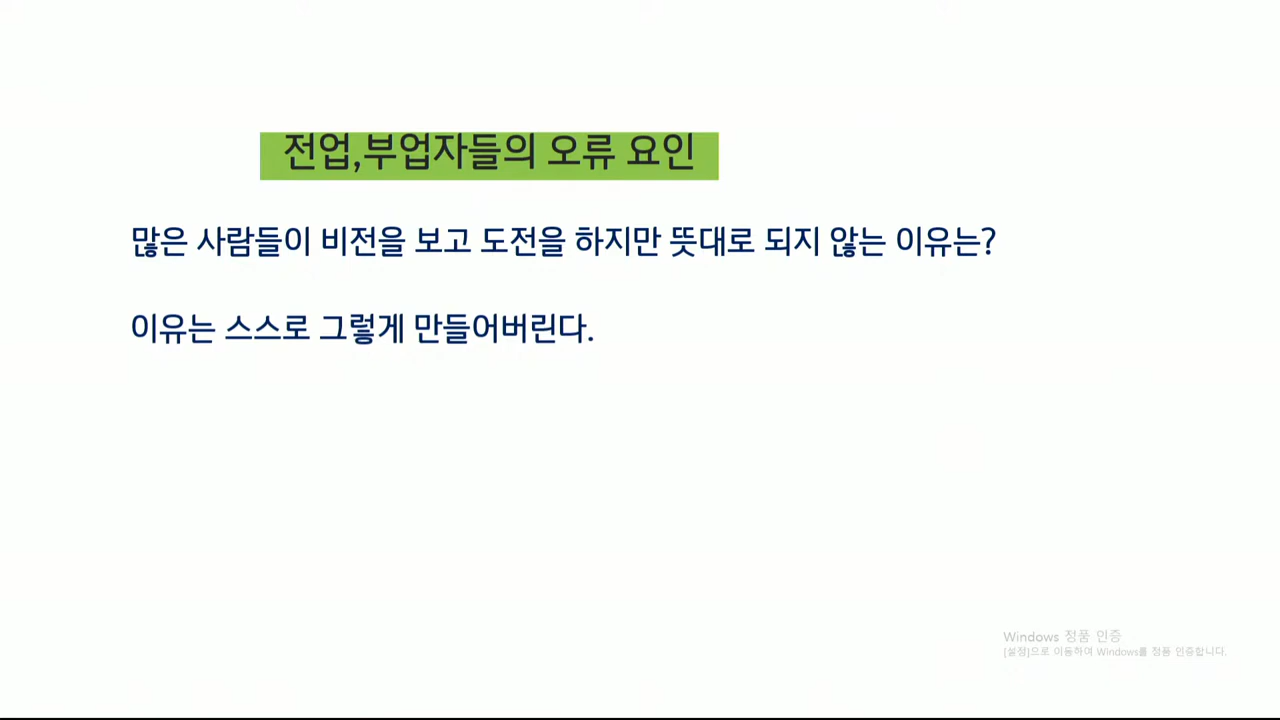 전업,부업자들의 오류 요인
많은 사람들이 비전을 보고 도전을 하지만 뜻대로 되지 않는 이유는?
이유는 스스로 그렇게 만들어버린다.
Windows 정품 인증
[설정]으로 이동하여 Windows를 정품 인증합니다.